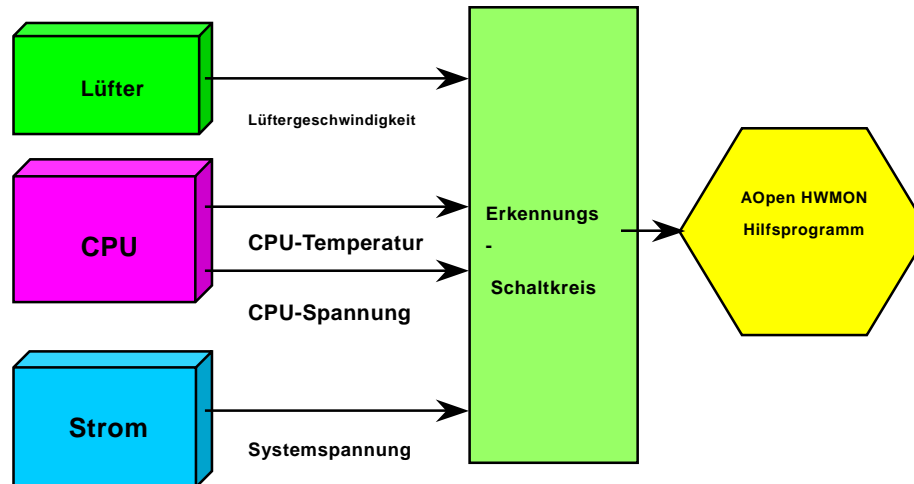 Lüfter
Lüftergeschwindigkeit
CPU
CPU-Temperatur
CPU-Spannung
Strom
Systemspannung
Erkennungs
-
Schaltkreis
AOpen HWMON
Hilfsprogramm